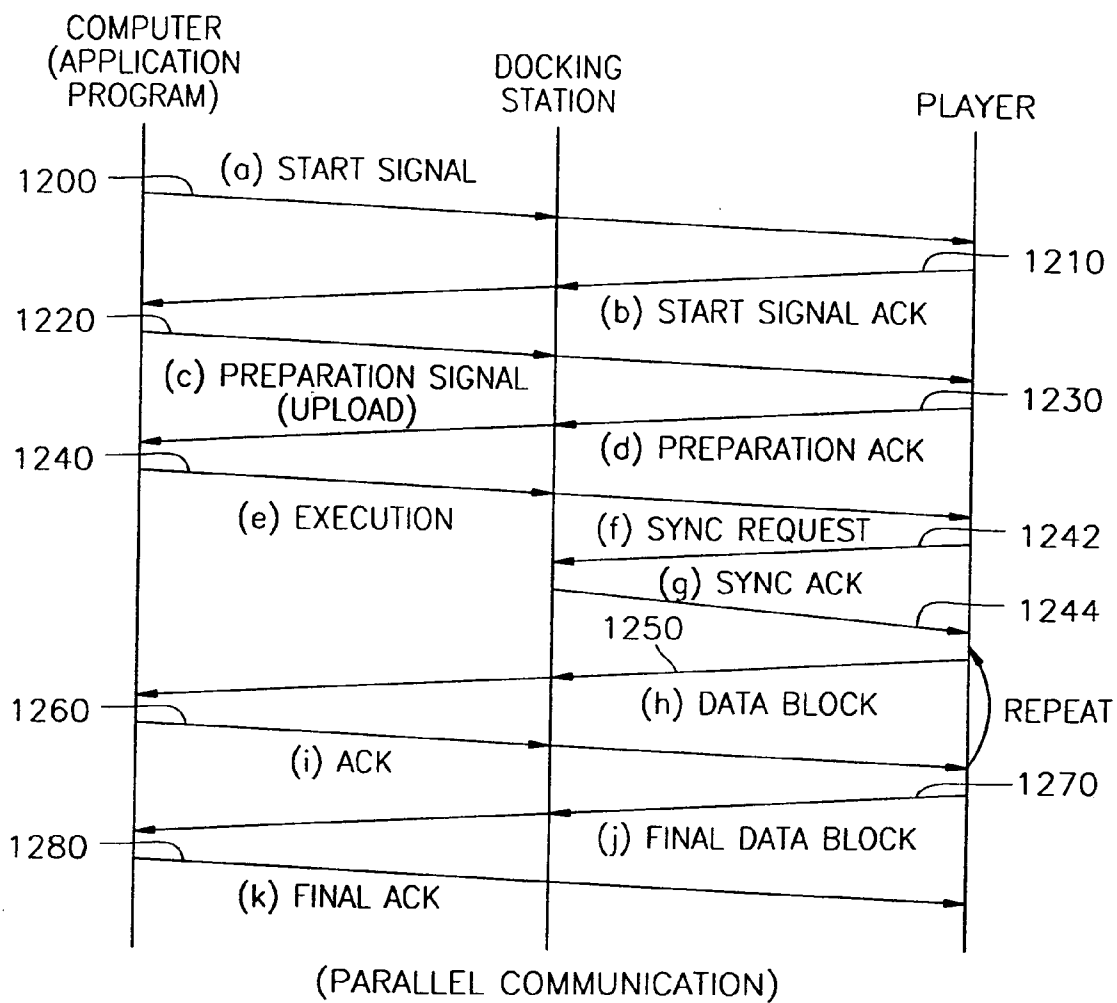 COMPUTER
(APPLICATION
PROGRAM)
DOCKING
STATION
PLAYER
1200
(a) START SIGNAL
1210
(b) START SIGNAL ACK
1220
(c) PREPARATION SIGNAL
(UPLOAD)
1230
(d) PREPARATION ACK
1240
(e) EXECUTION
(f) SYNC REQUEST
1242
(g) SYNC ACK
1244
1250
(h) DATA BLOCK
REPEAT
1260
(i) ACK
1270
(j) FINAL DATA BLOCK
1280
(k) FINAL ACK
(PARALLEL COMMUNICATION)